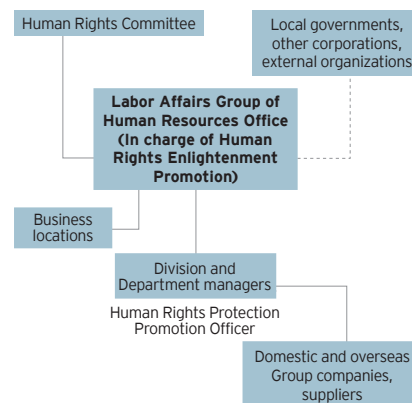 Human Rights Committee
Local governments,
other corporations,
external organizations
Labor Affairs Group of
Human Resources Office
(In charge of Human
Rights Enlightenment
Promotion)
Business
locations
Division and
Department managers
Human Rights Protection
Promotion Officer
Domestic and overseas
Group companies,
suppliers